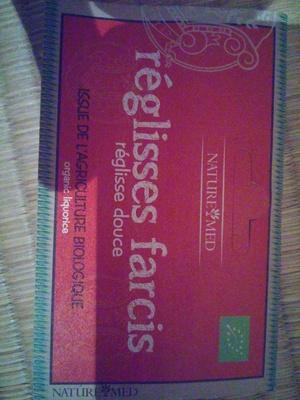 NATURE MED
réglisses farcis
réglisse douce
ISSUE DE L'AGRICULTURE BIOLOGIQUE
organic liquorice
NATURE MED